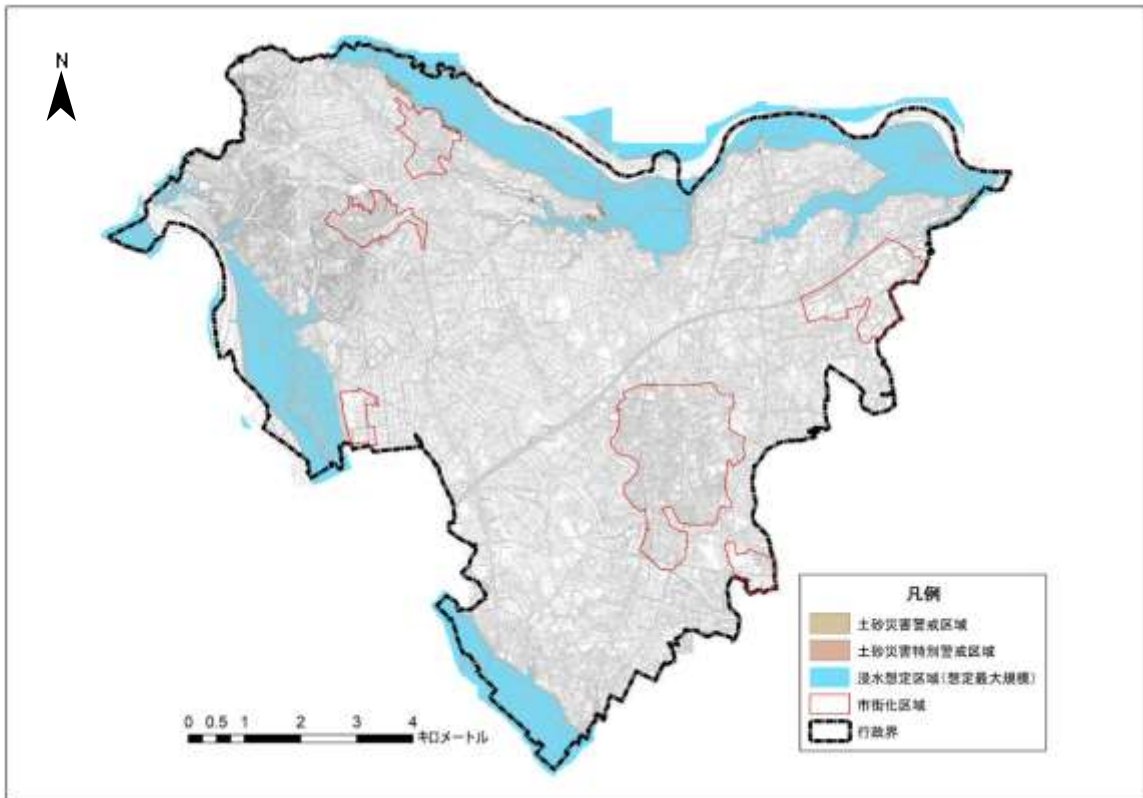 N
凡例
土砂災害警戒区域
土砂災害特別警戒区域
浸水想定区域(想定最大規模)
市街化区域
行政界
0 0.5 1 2 3 4
キロメートル